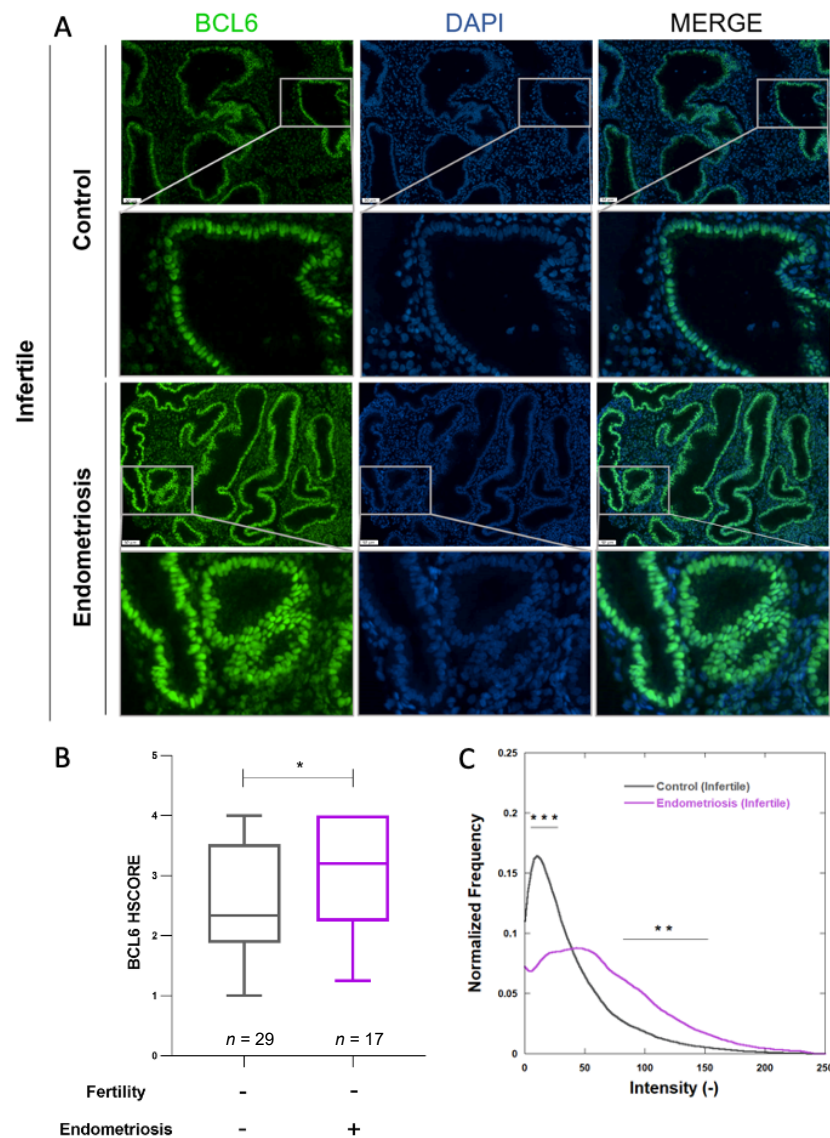 A
BCL6 DAPI MERGE
Infertile
Control
Endometriosis
B
5
4
3
2
1
0
BCL6 HSCORE
*
n = 29 n = 17
Fertility - -
Endometriosis - +
C
0.25
0.2
0.15
0.1
0.05
0
Normalized Frequency
Control (Infertile)
Endometriosis (Infertile)
***
**
0 50 100 150 200 250
Intensity (-)